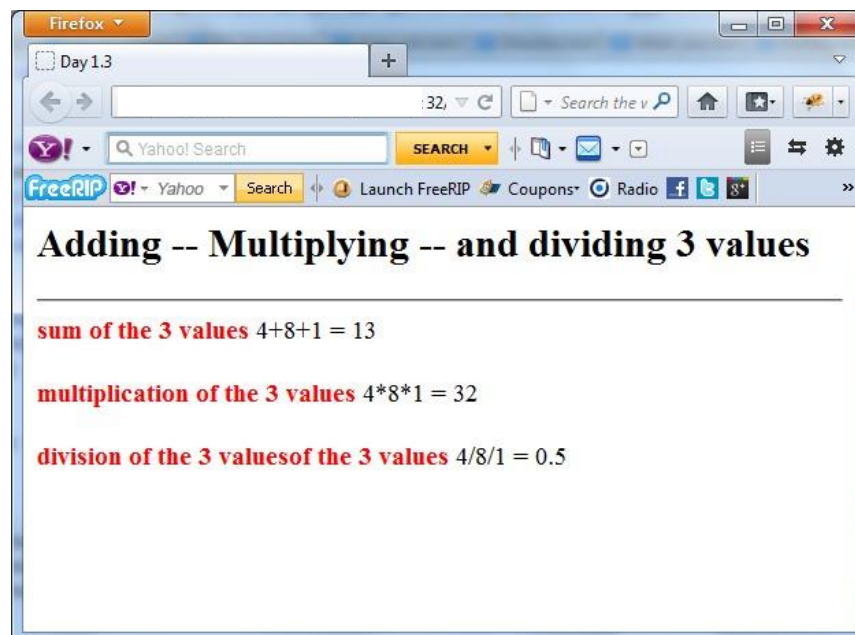 Firefox
Day 1.3
32, Search the v
Y! Yahoo! Search SEARCH
FreeRIP Y! Yahoo Search Launch FreeRIP Coupons Radio f g+ »
Adding -- Multiplying -- and dividing 3 values
sum of the 3 values 4+8+1 = 13
multiplication of the 3 values 4*8*1 = 32
division of the 3 valuesof the 3 values 4/8/1 = 0.5